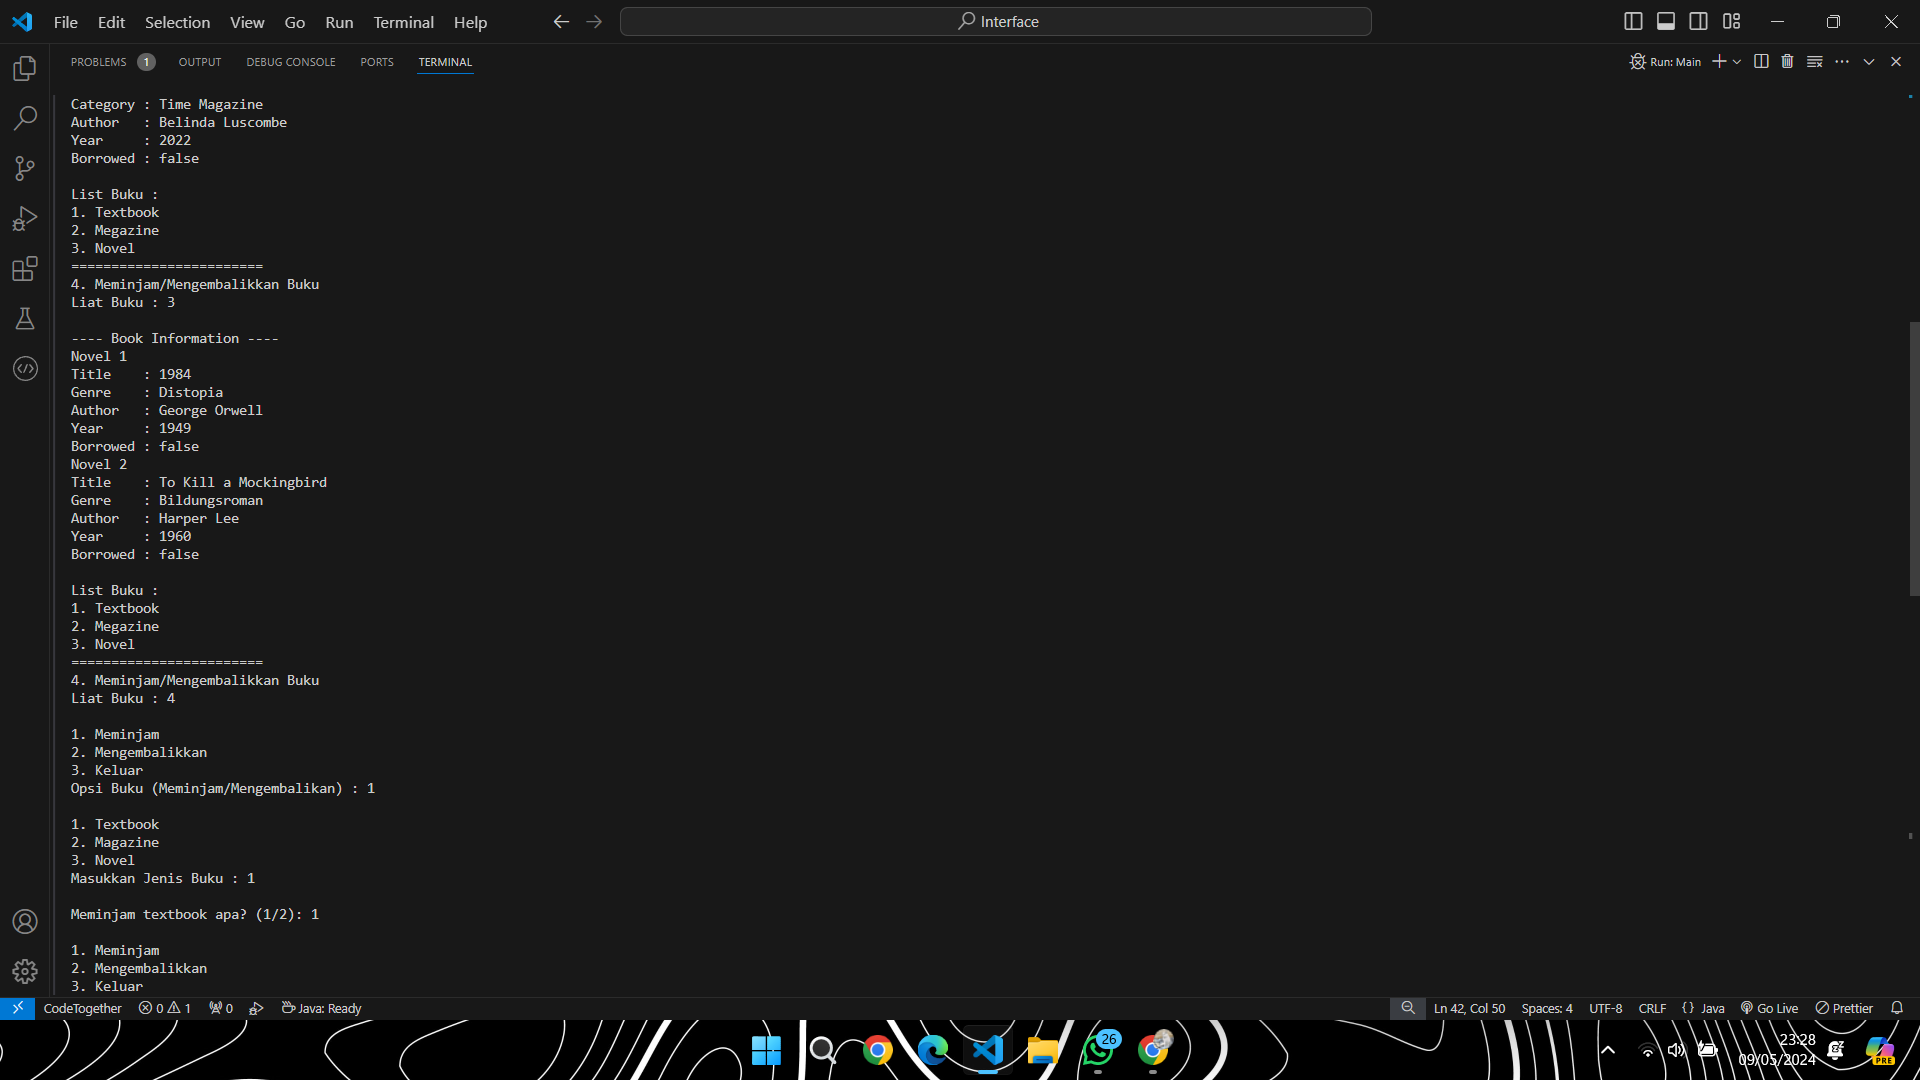 File Edit Selection View Go Run Terminal Help
Interface
PROBLEMS 1 OUTPUT DEBUG CONSOLE PORTS TERMINAL
Run: Main
Category : Time Magazine
Author   : Belinda Luscombe
Year     : 2022
Borrowed : false
List Buku :
1. Textbook
2. Megazine
3. Novel
========================
4. Meminjam/Mengembalikkan Buku
Liat Buku : 3
---- Book Information ----
Novel 1
Title    : 1984
Genre    : Distopia
Author   : George Orwell
Year     : 1949
Borrowed : false
Novel 2
Title    : To Kill a Mockingbird
Genre    : Bildungsroman
Author   : Harper Lee
Year     : 1960
Borrowed : false
List Buku :
1. Textbook
2. Megazine
3. Novel
========================
4. Meminjam/Mengembalikkan Buku
Liat Buku : 4
1. Meminjam
2. Mengembalikkan
3. Keluar
Opsi Buku (Meminjam/Mengembalikan) : 1
1. Textbook
2. Magazine
3. Novel
Masukkan Jenis Buku : 1
Meminjam textbook apa? (1/2): 1
1. Meminjam
2. Mengembalikkan
3. Keluar
CodeTogether 0 1 0 Java: Ready
Ln 42, Col 50 Spaces: 4 UTF-8 CRLF {} Java Go Live Prettier
26
23:28
09/05/2024
PRE